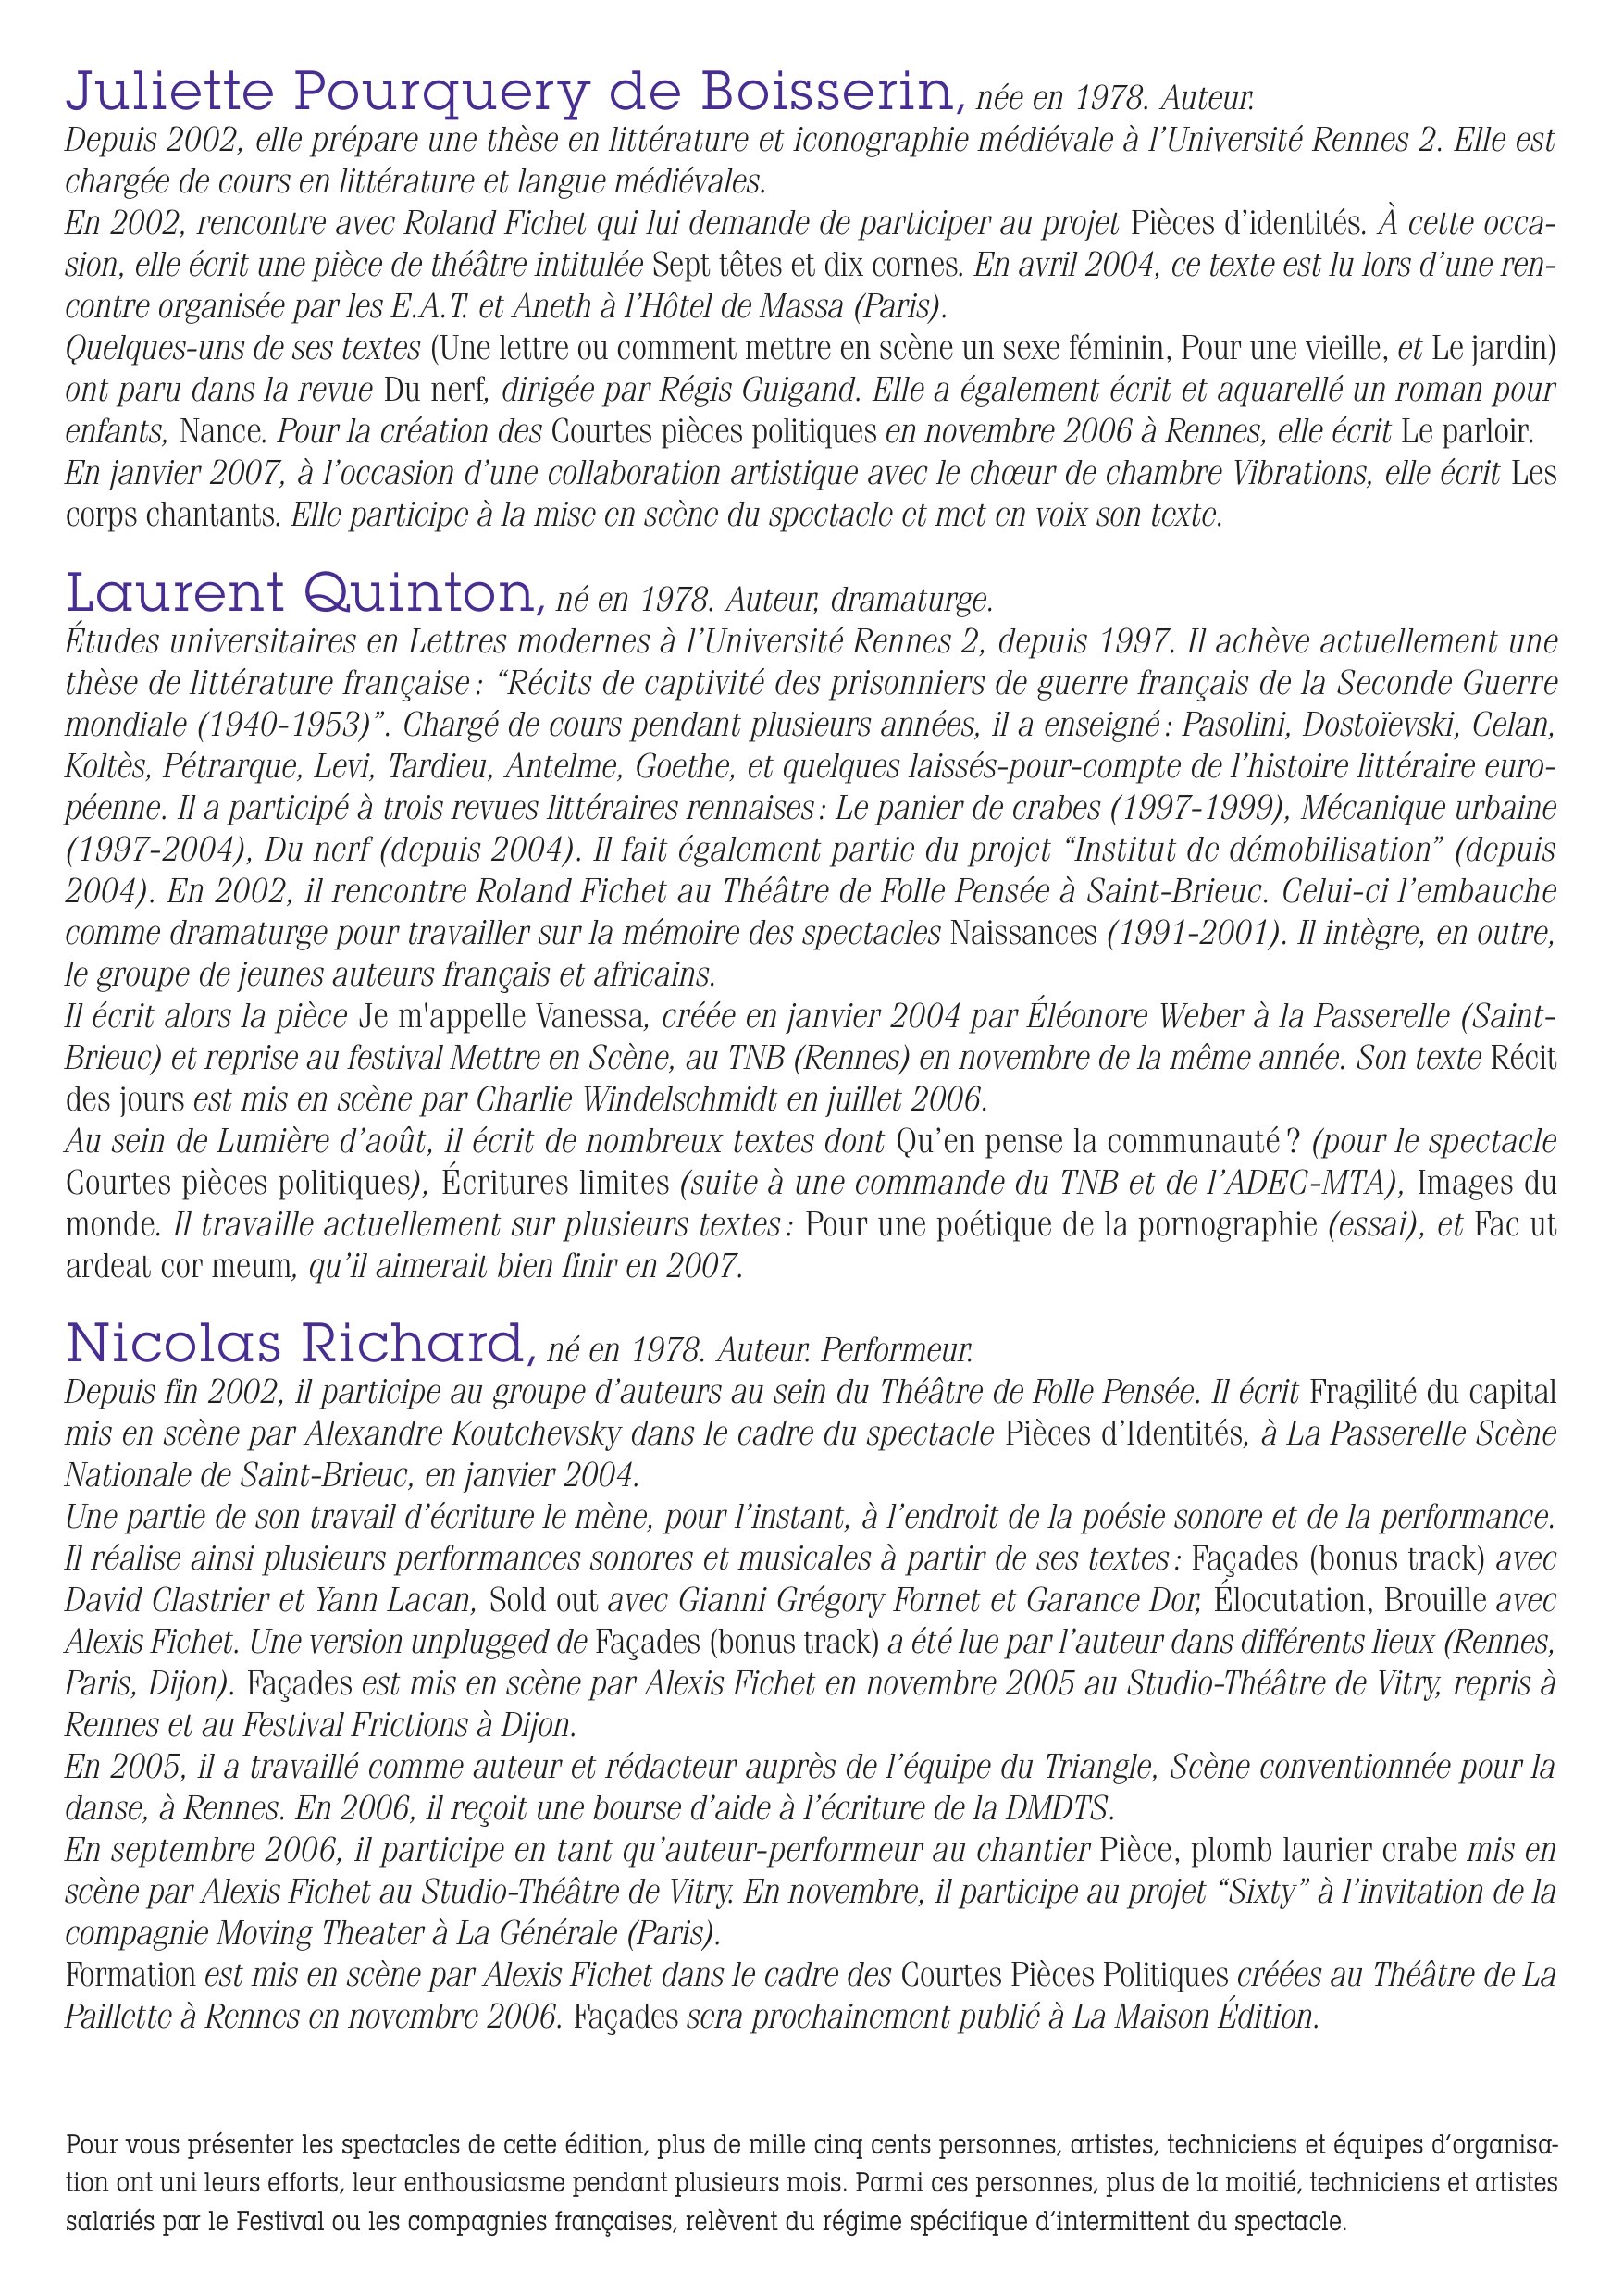 Juliette Pourquery de Boisserin, née en 1978. Auteur.
Depuis 2002, elle prépare une thèse en littérature et iconographie médiévale à l’Université Rennes 2. Elle est
chargée de cours en littérature et langue médiévales.
En 2002, rencontre avec Roland Fichet qui lui demande de participer au projet Pièces d’identités. À cette occa-
sion, elle écrit une pièce de théâtre intitulée Sept têtes et dix cornes. En avril 2004, ce texte est lu lors d’une ren-
contre organisée par les E.A.T. et Aneth à l’Hôtel de Massa (Paris).
Quelques-uns de ses textes (Une lettre ou comment mettre en scène un sexe féminin, Pour une vieille, et Le jardin)
ont paru dans la revue Du nerf, dirigée par Régis Guigand. Elle a également écrit et aquarellé un roman pour
enfants, Nance. Pour la création des Courtes pièces politiques en novembre 2006 à Rennes, elle écrit Le parloir.
En janvier 2007, à l’occasion d’une collaboration artistique avec le chœur de chambre Vibrations, elle écrit Les
corps chantants. Elle participe à la mise en scène du spectacle et met en voix son texte.
Laurent Quinton, né en 1978. Auteur, dramaturge.
Études universitaires en Lettres modernes à l’Université Rennes 2, depuis 1997. Il achève actuellement une
thèse de littérature française : “Récits de captivité des prisonniers de guerre français de la Seconde Guerre
mondiale (1940-1953)”. Chargé de cours pendant plusieurs années, il a enseigné : Pasolini, Dostoïevski, Celan,
Koltès, Pétrarque, Levi, Tardieu, Antelme, Goethe, et quelques laissés-pour-compte de l’histoire littéraire euro-
péenne. Il a participé à trois revues littéraires rennaises : Le panier de crabes (1997-1999), Mécanique urbaine
(1997-2004), Du nerf (depuis 2004). Il fait également partie du projet “Institut de démobilisation” (depuis
2004). En 2002, il rencontre Roland Fichet au Théâtre de Folle Pensée à Saint-Brieuc. Celui-ci l’embauche
comme dramaturge pour travailler sur la mémoire des spectacles Naissances (1991-2001). Il intègre, en outre,
le groupe de jeunes auteurs français et africains.
Il écrit alors la pièce Je m'appelle Vanessa, créée en janvier 2004 par Éléonore Weber à la Passerelle (Saint-
Brieuc) et reprise au festival Mettre en Scène, au TNB (Rennes) en novembre de la même année. Son texte Récit
des jours est mis en scène par Charlie Windelschmidt en juillet 2006.
Au sein de Lumière d’août, il écrit de nombreux textes dont Qu’en pense la communauté ? (pour le spectacle
Courtes pièces politiques), Écritures limites (suite à une commande du TNB et de l’ADEC-MTA), Images du
monde. Il travaille actuellement sur plusieurs textes : Pour une poétique de la pornographie (essai), et Fac ut
ardeat cor meum, qu’il aimerait bien finir en 2007.
Nicolas Richard, né en 1978. Auteur. Performeur.
Depuis fin 2002, il participe au groupe d’auteurs au sein du Théâtre de Folle Pensée. Il écrit Fragilité du capital
mis en scène par Alexandre Koutchevsky dans le cadre du spectacle Pièces d’Identités, à La Passerelle Scène
Nationale de Saint-Brieuc, en janvier 2004.
Une partie de son travail d’écriture le mène, pour l’instant, à l’endroit de la poésie sonore et de la performance.
Il réalise ainsi plusieurs performances sonores et musicales à partir de ses textes : Façades (bonus track) avec
David Clastrier et Yann Lacan, Sold out avec Gianni Grégory Fornet et Garance Dor, Élocutation, Brouille avec
Alexis Fichet. Une version unplugged de Façades (bonus track) a été lue par l’auteur dans différents lieux (Rennes,
Paris, Dijon). Façades est mis en scène par Alexis Fichet en novembre 2005 au Studio-Théâtre de Vitry, repris à
Rennes et au Festival Frictions à Dijon.
En 2005, il a travaillé comme auteur et rédacteur auprès de l’équipe du Triangle, Scène conventionnée pour la
danse, à Rennes. En 2006, il reçoit une bourse d’aide à l’écriture de la DMDTS.
En septembre 2006, il participe en tant qu’auteur-performeur au chantier Pièce, plomb laurier crabe mis en
scène par Alexis Fichet au Studio-Théâtre de Vitry. En novembre, il participe au projet “Sixty” à l’invitation de la
compagnie Moving Theater à La Générale (Paris).
Formation est mis en scène par Alexis Fichet dans le cadre des Courtes Pièces Politiques créées au Théâtre de La
Paillette à Rennes en novembre 2006. Façades sera prochainement publié à La Maison Édition.
Pour vous présenter les spectacles de cette édition, plus de mille cinq cents personnes, artistes, techniciens et équipes d’organisa-
tion ont uni leurs efforts, leur enthousiasme pendant plusieurs mois. Parmi ces personnes, plus de la moitié, techniciens et artistes
salariés par le Festival ou les compagnies françaises, relèvent du régime spécifique d’intermittent du spectacle.